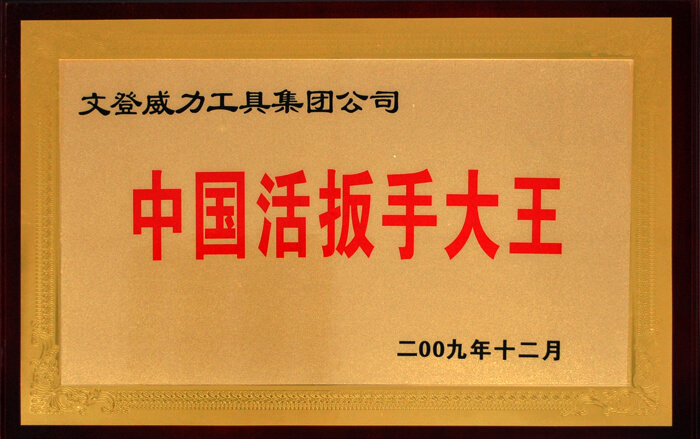 文登威力工具集团公司
中国活扳手大王
二00九年十二月